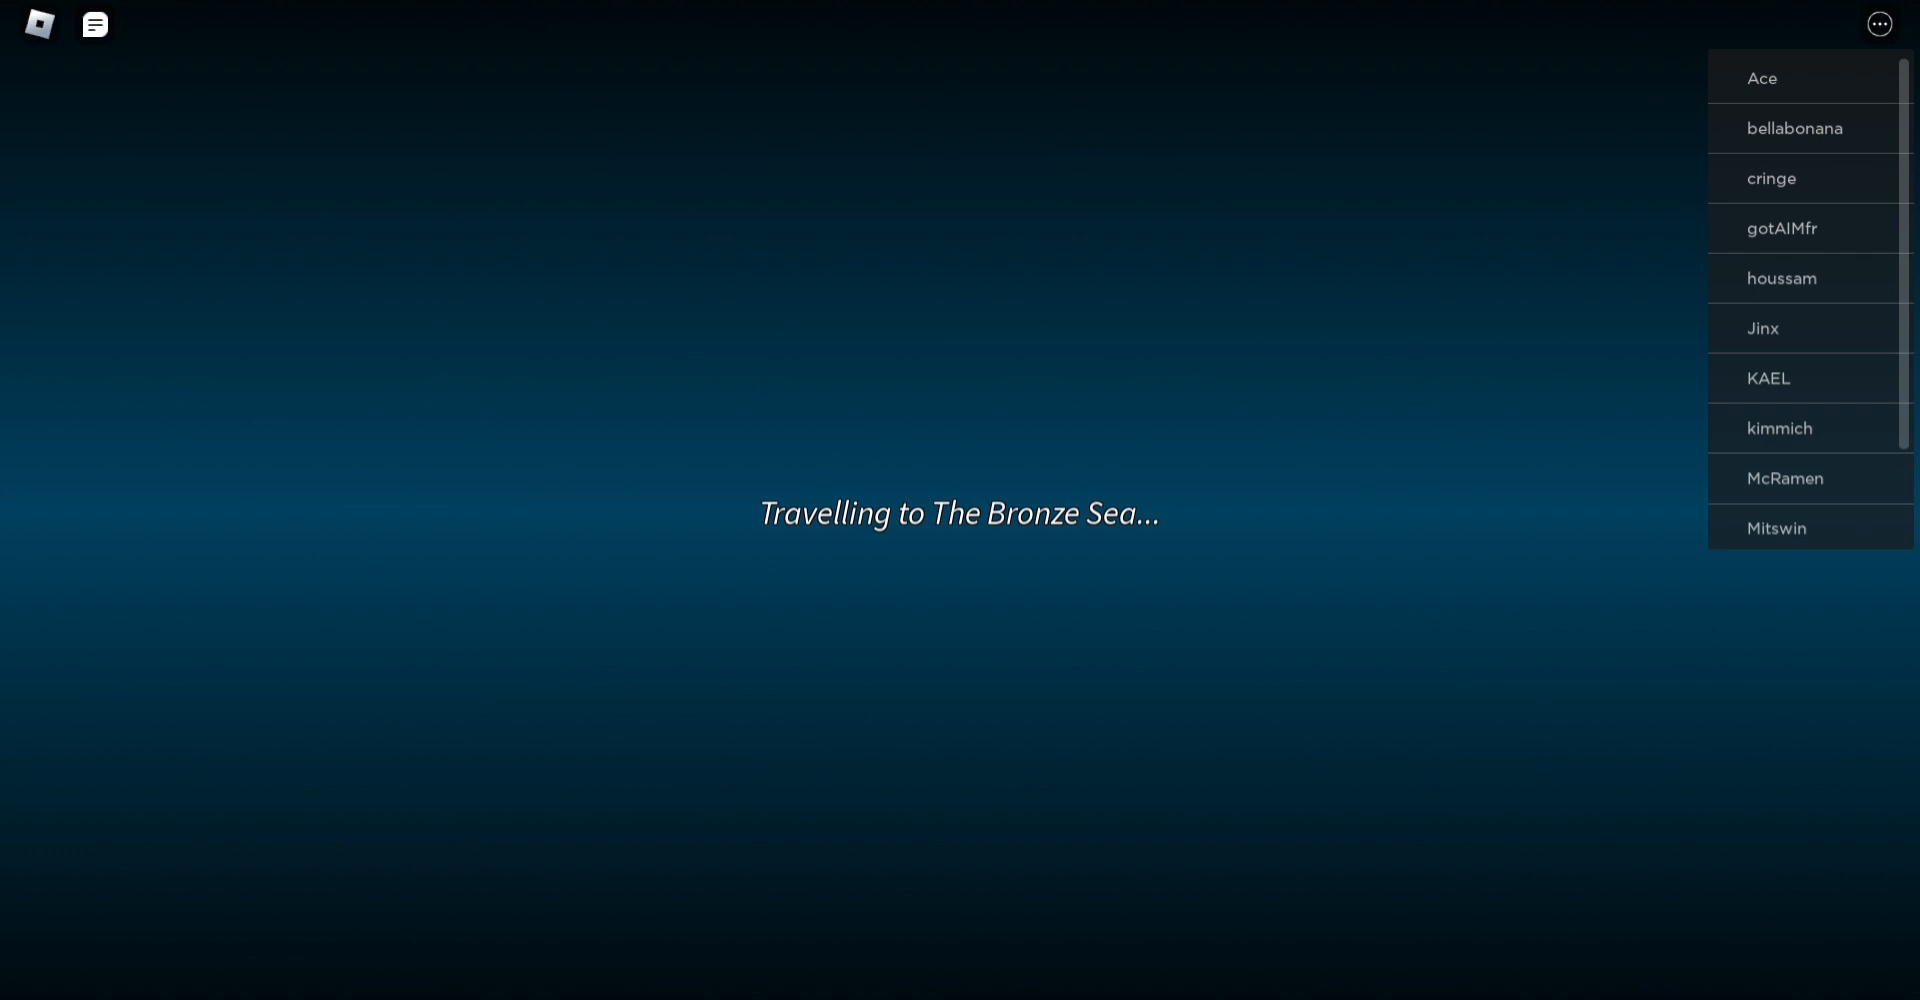 Ace
bellabonana
cringe
gotAIMfr
houssam
Jinx
KAEL
kimmich
McRamen
Travelling to The Bronze Sea...
Mitswin